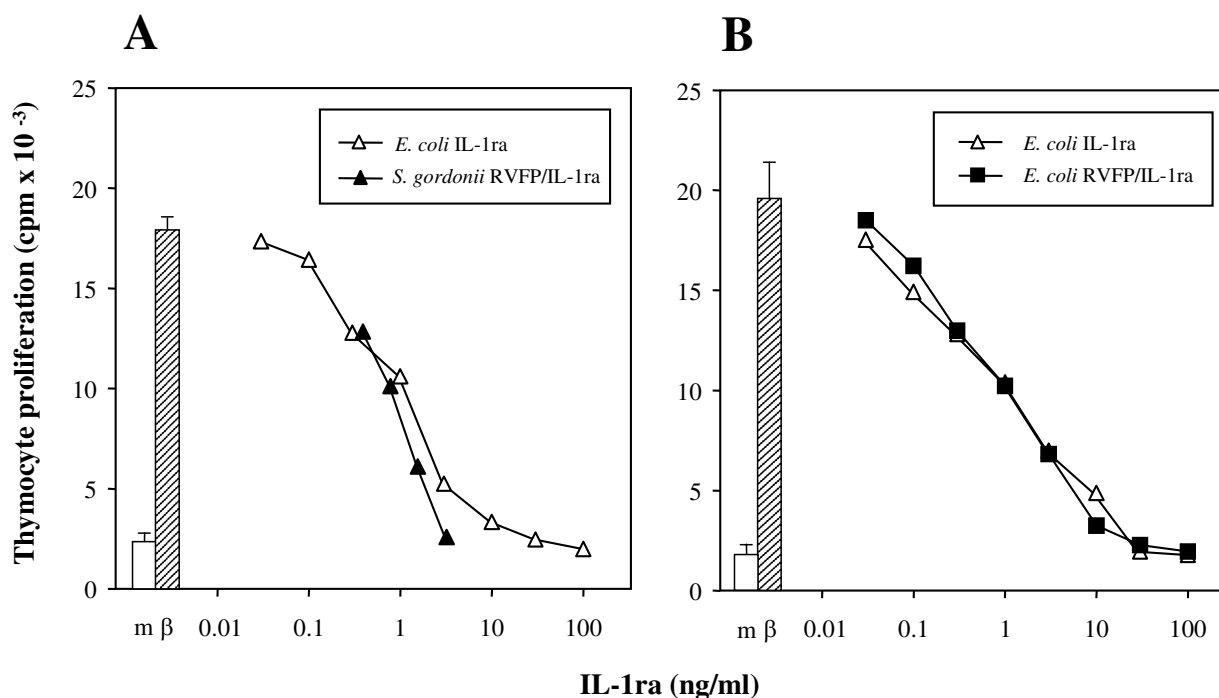 A
B
Thymocyte proliferation (cpm x 10 -3)
25
20
15
10
5
0
E. coli IL-1ra
S. gordonii RVFP/IL-1ra
m β 0.01 0.1 1 10 100
25
20
15
10
5
0
E. coli IL-1ra
E. coli RVFP/IL-1ra
m β 0.01 0.1 1 10 100
IL-1ra (ng/ml)